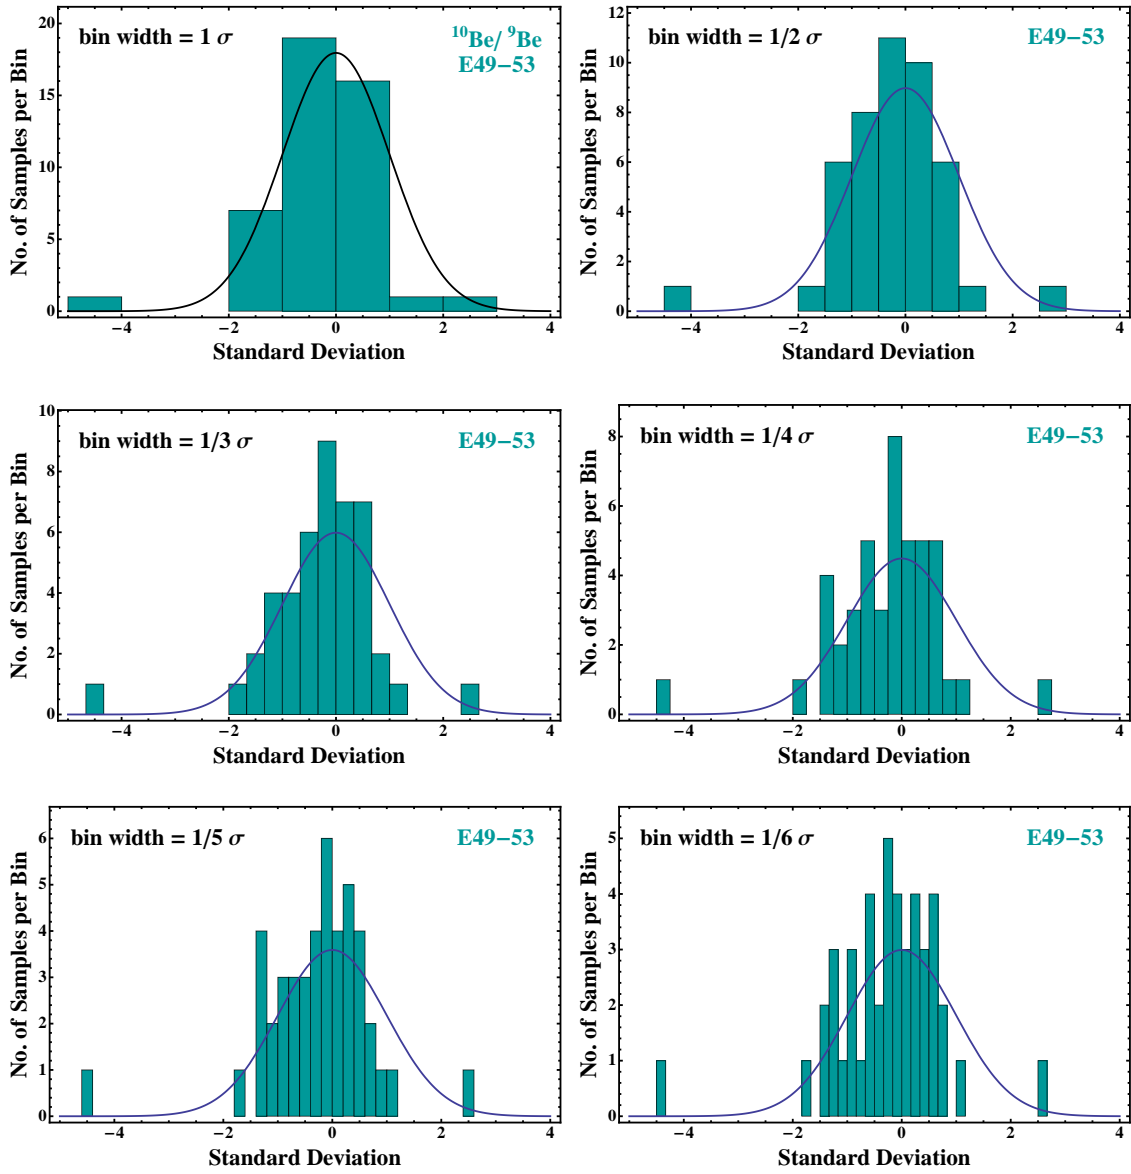 bin width = 1 σ
¹⁰Be/ ⁹Be
E49−53
No. of Samples per Bin
20
15
10
5
0
−4
−2
0
2
4
Standard Deviation
bin width = 1/2 σ
E49−53
No. of Samples per Bin
12
10
8
6
4
2
0
−4
−2
0
2
4
Standard Deviation
bin width = 1/3 σ
E49−53
No. of Samples per Bin
10
8
6
4
2
0
−4
−2
0
2
4
Standard Deviation
bin width = 1/4 σ
E49−53
No. of Samples per Bin
8
6
4
2
0
−4
−2
0
2
4
Standard Deviation
bin width = 1/5 σ
E49−53
No. of Samples per Bin
6
5
4
3
2
1
0
−4
−2
0
2
4
Standard Deviation
bin width = 1/6 σ
E49−53
No. of Samples per Bin
5
4
3
2
1
0
−4
−2
0
2
4
Standard Deviation